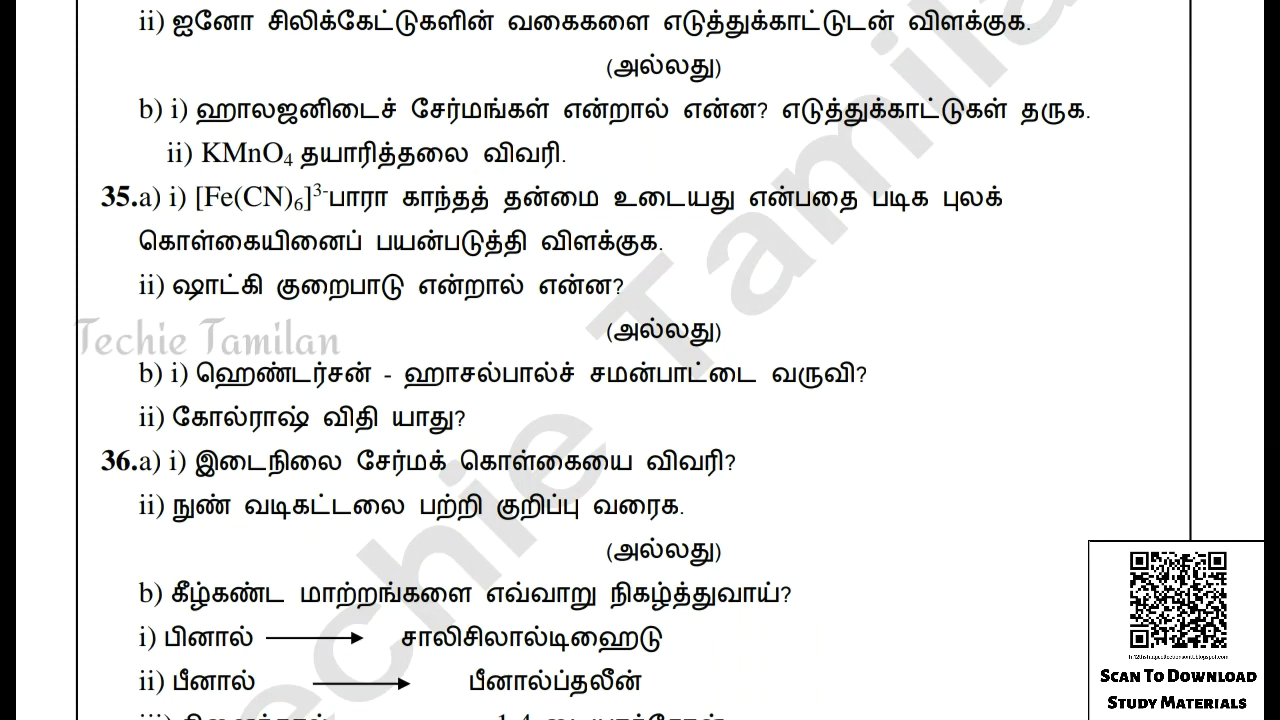 ii) ஐனோ சிலிக்கேட்டுகளின் வகைகளை எடுத்துக்காட்டுடன் விளக்குக.
(அல்லது)
b) i) ஹாலஜனிடைச் சேர்மங்கள் என்றால் என்ன? எடுத்துக்காட்டுகள் தருக.
ii) KMnO₄ தயாரித்தலை விவரி.
35.a) i) [Fe(CN)₆]³⁻பாரா காந்தத் தன்மை உடையது என்பதை படிக புலக்
கொள்கையினைப் பயன்படுத்தி விளக்குக.
ii) ஷாட்கி குறைபாடு என்றால் என்ன?
Techie Tamilan
(அல்லது)
b) i) ஹெண்டர்சன் - ஹாசல்பால்ச் சமன்பாட்டை வருவி?
ii) கோல்ராஷ் விதி யாது?
36.a) i) இடைநிலை சேர்மக் கொள்கையை விவரி?
ii) நுண் வடிகட்டலை பற்றி குறிப்பு வரைக.
(அல்லது)
b) கீழ்கண்ட மாற்றங்களை எவ்வாறு நிகழ்த்துவாய்?
i) பினால் → சாலிசிலால்டிஹைடு
ii) பீனால் → பீனால்ப்தலீன்
iii)
Techie Tamila
SCAN TO DOWNLOAD
STUDY MATERIALS